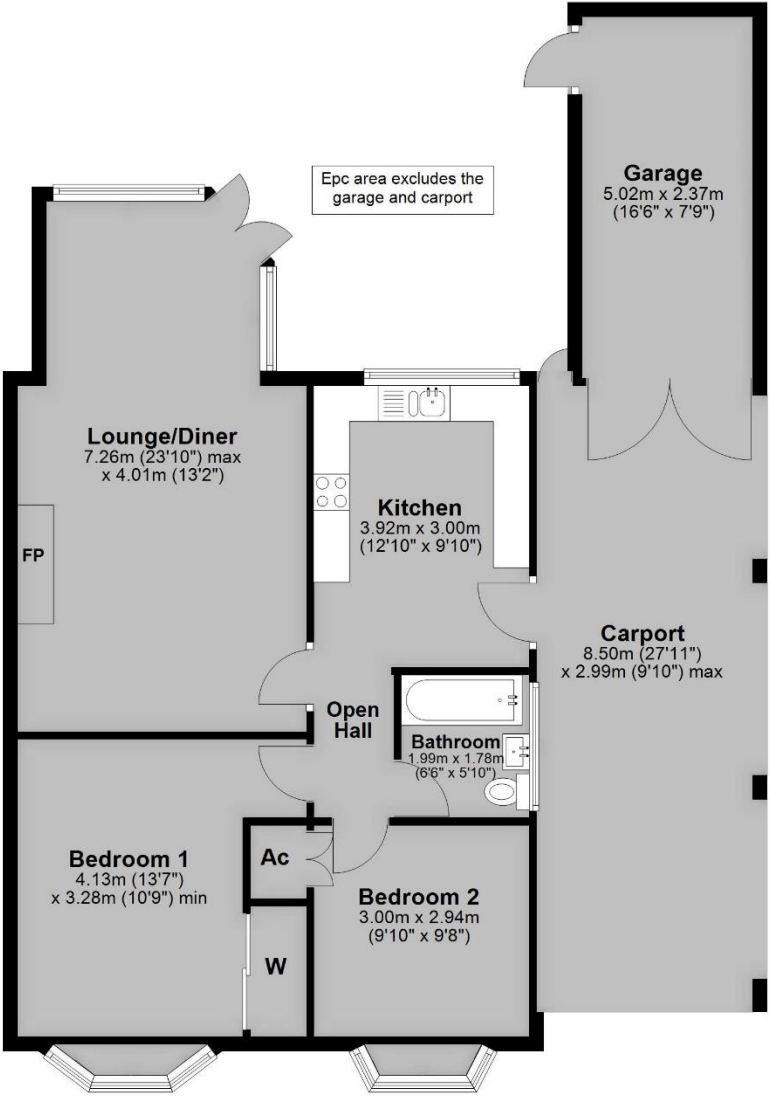 Epc area excludes the
garage and carport
Garage
5.02m x 2.37m
(16'6" x 7'9")
Lounge/Diner
7.26m (23'10") max
x 4.01m (13'2")
FP
Kitchen
3.92m x 3.00m
(12'10" x 9'10")
Carport
8.50m (27'11")
x 2.99m (9'10") max
Open
Hall
Bathroom
1.99m x 1.78m
(6'6" x 5'10")
Bedroom 1
4.13m (13'7")
x 3.28m (10'9") min
Ac
W
Bedroom 2
3.00m x 2.94m
(9'10" x 9'8")